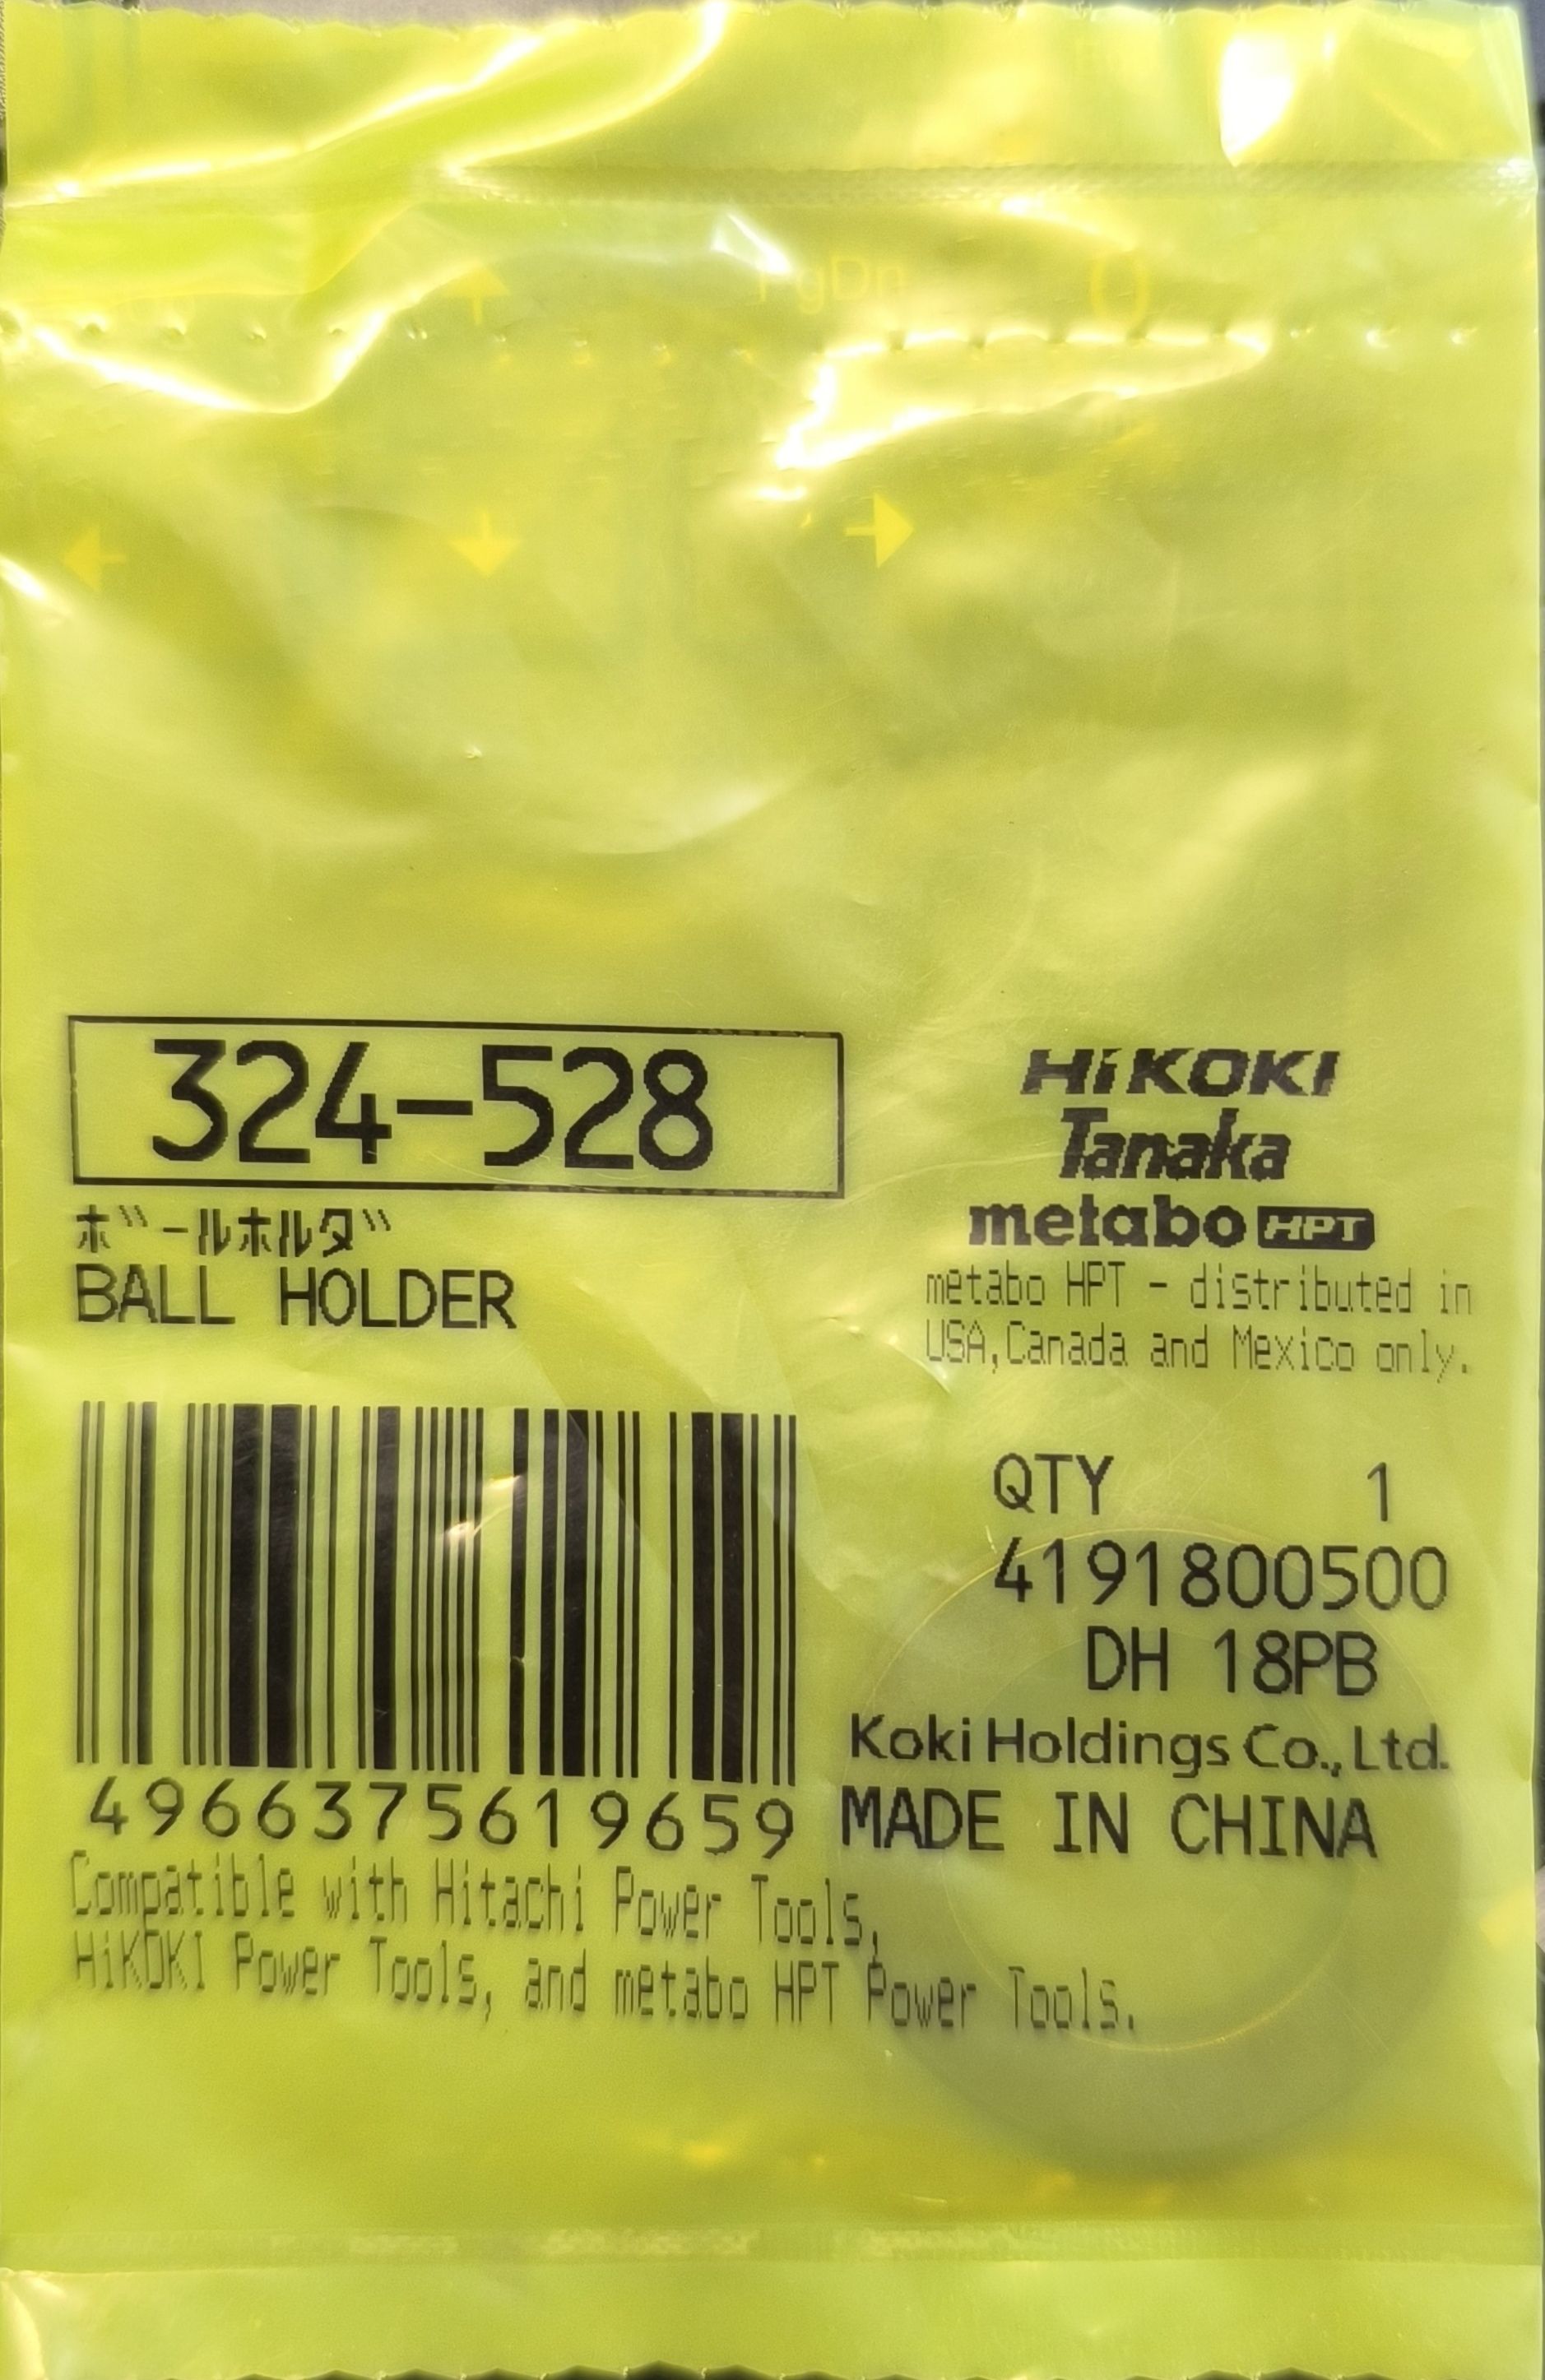 PgDn 0
324-528
ボールホルダ
BALL HOLDER
HiKOKI
Tanaka
metabo HPT
metabo HPT - distributed in
USA,Canada and Mexico only.
QTY 1
4191800500
DH 18PB
Koki Holdings Co., Ltd.
MADE IN CHINA
4966375619659
Compatible with Hitachi Power Tools,
HiKOKI Power Tools, and metabo HPT Power Tools.